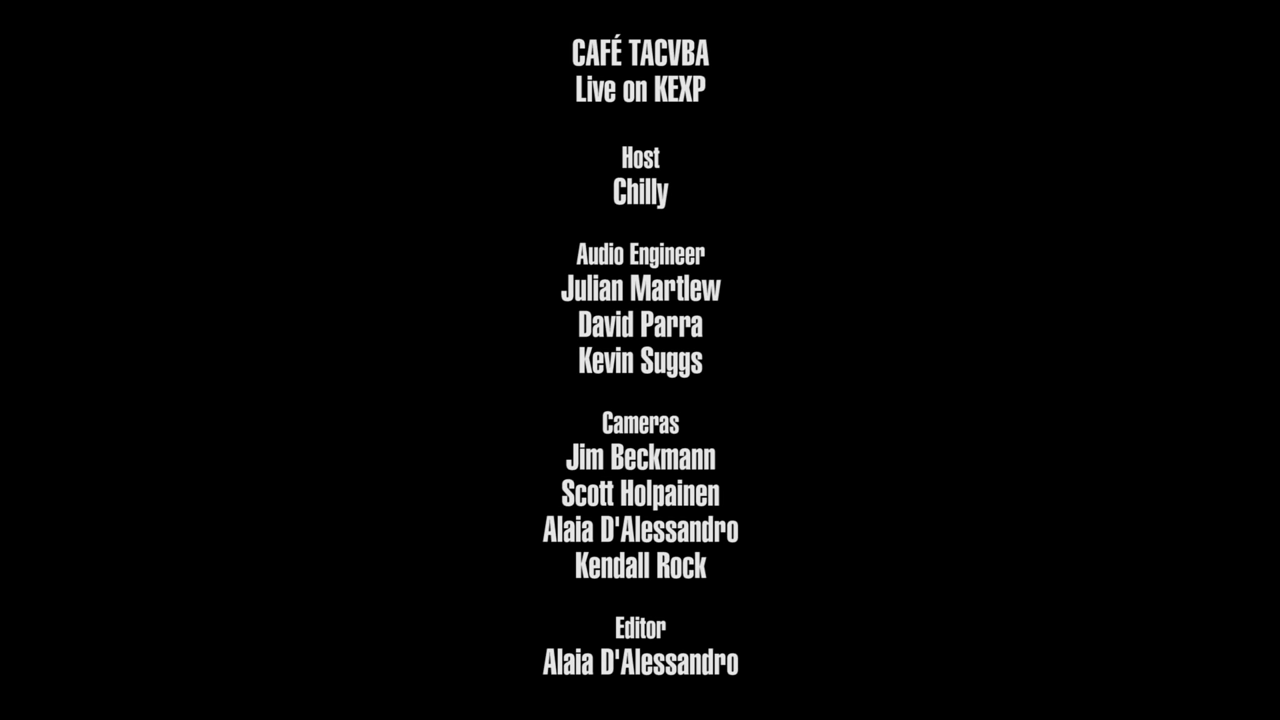 CAFÉ TACVBA
Live on KEXP
Host
Chilly
Audio Engineer
Julian Martlew
David Parra
Kevin Suggs
Cameras
Jim Beckmann
Scott Holpainen
Alaia D'Alessandro
Kendall Rock
Editor
Alaia D'Alessandro